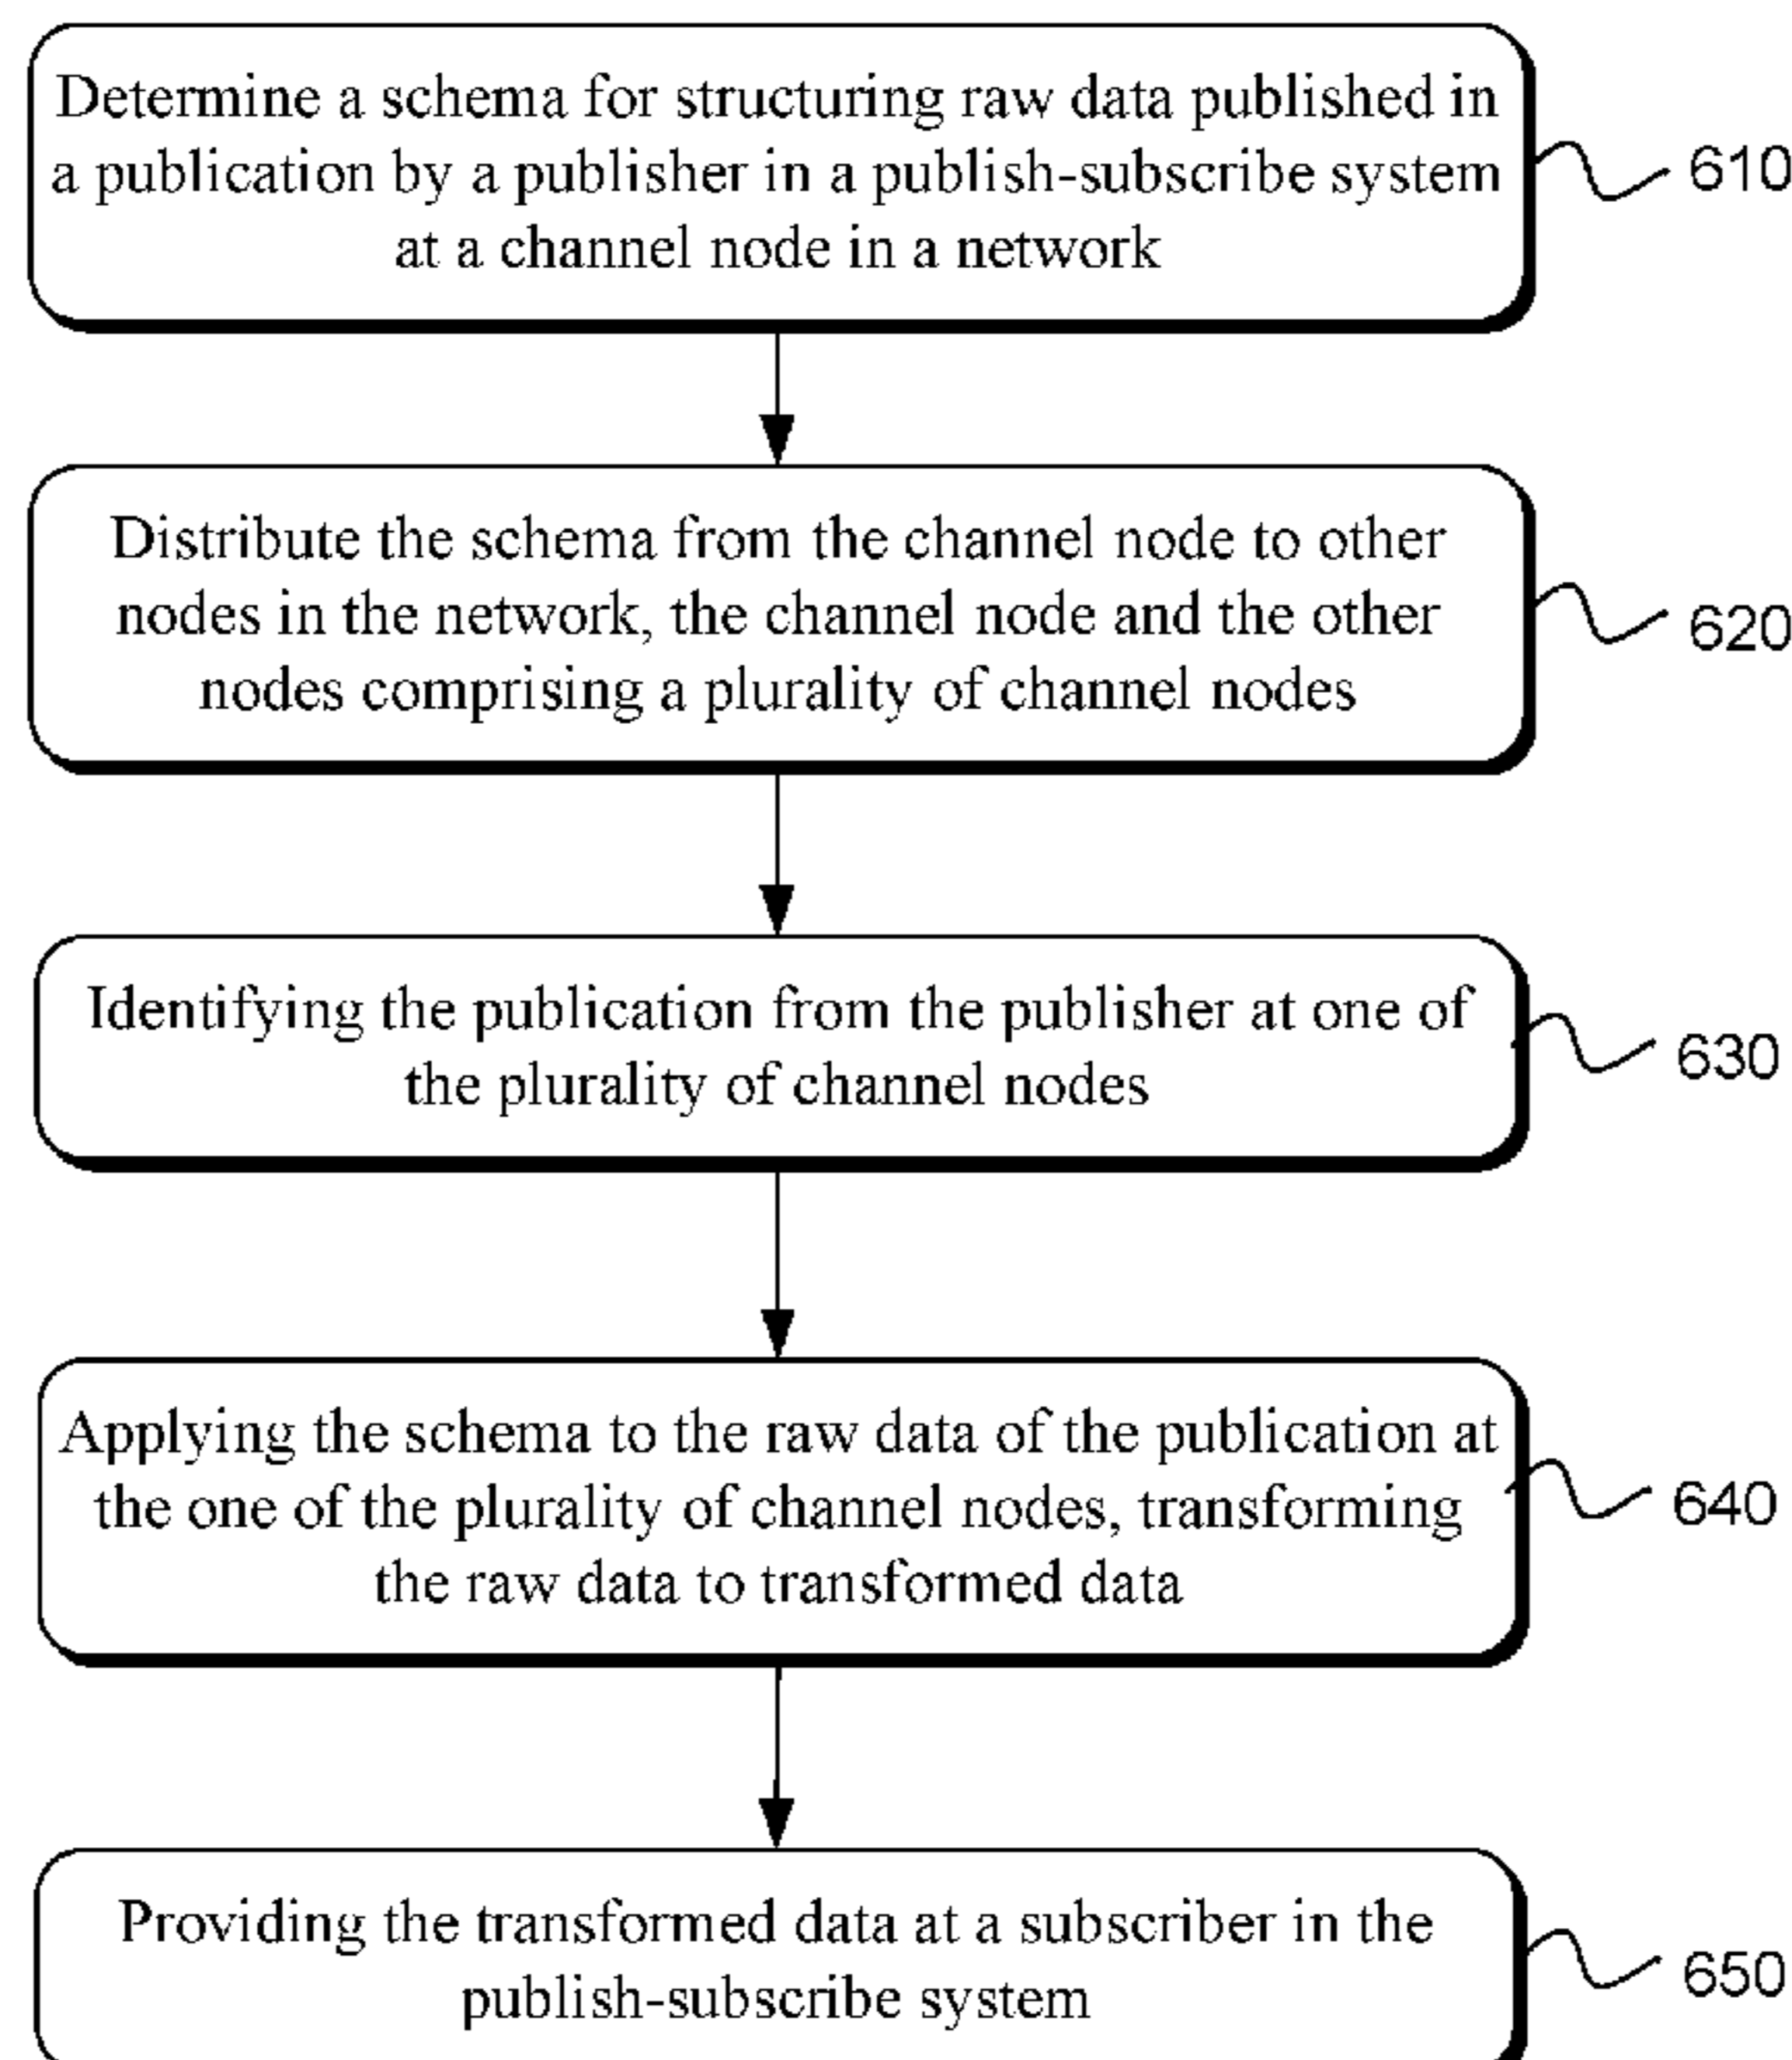 Determine a schema for structuring raw data published in
a publication by a publisher in a publish-subscribe system
at a channel node in a network
610
Distribute the schema from the channel node to other
nodes in the network, the channel node and the other
nodes comprising a plurality of channel nodes
620
Identifying the publication from the publisher at one of
the plurality of channel nodes
630
Applying the schema to the raw data of the publication at
the one of the plurality of channel nodes, transforming
the raw data to transformed data
640
Providing the transformed data at a subscriber in the
publish-subscribe system
650